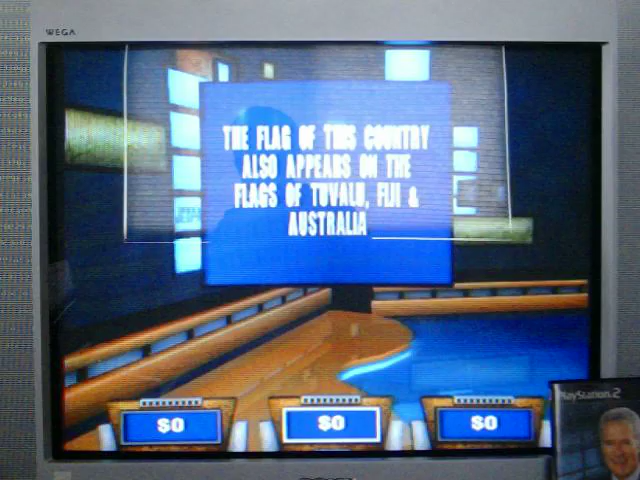 WEGA
THE FLAG OF THIS COUNTRY
ALSO APPEARS ON THE
FLAGS OF TUVALU, FIJI &
AUSTRALIA
$0
$0
$0
PlayStation 2